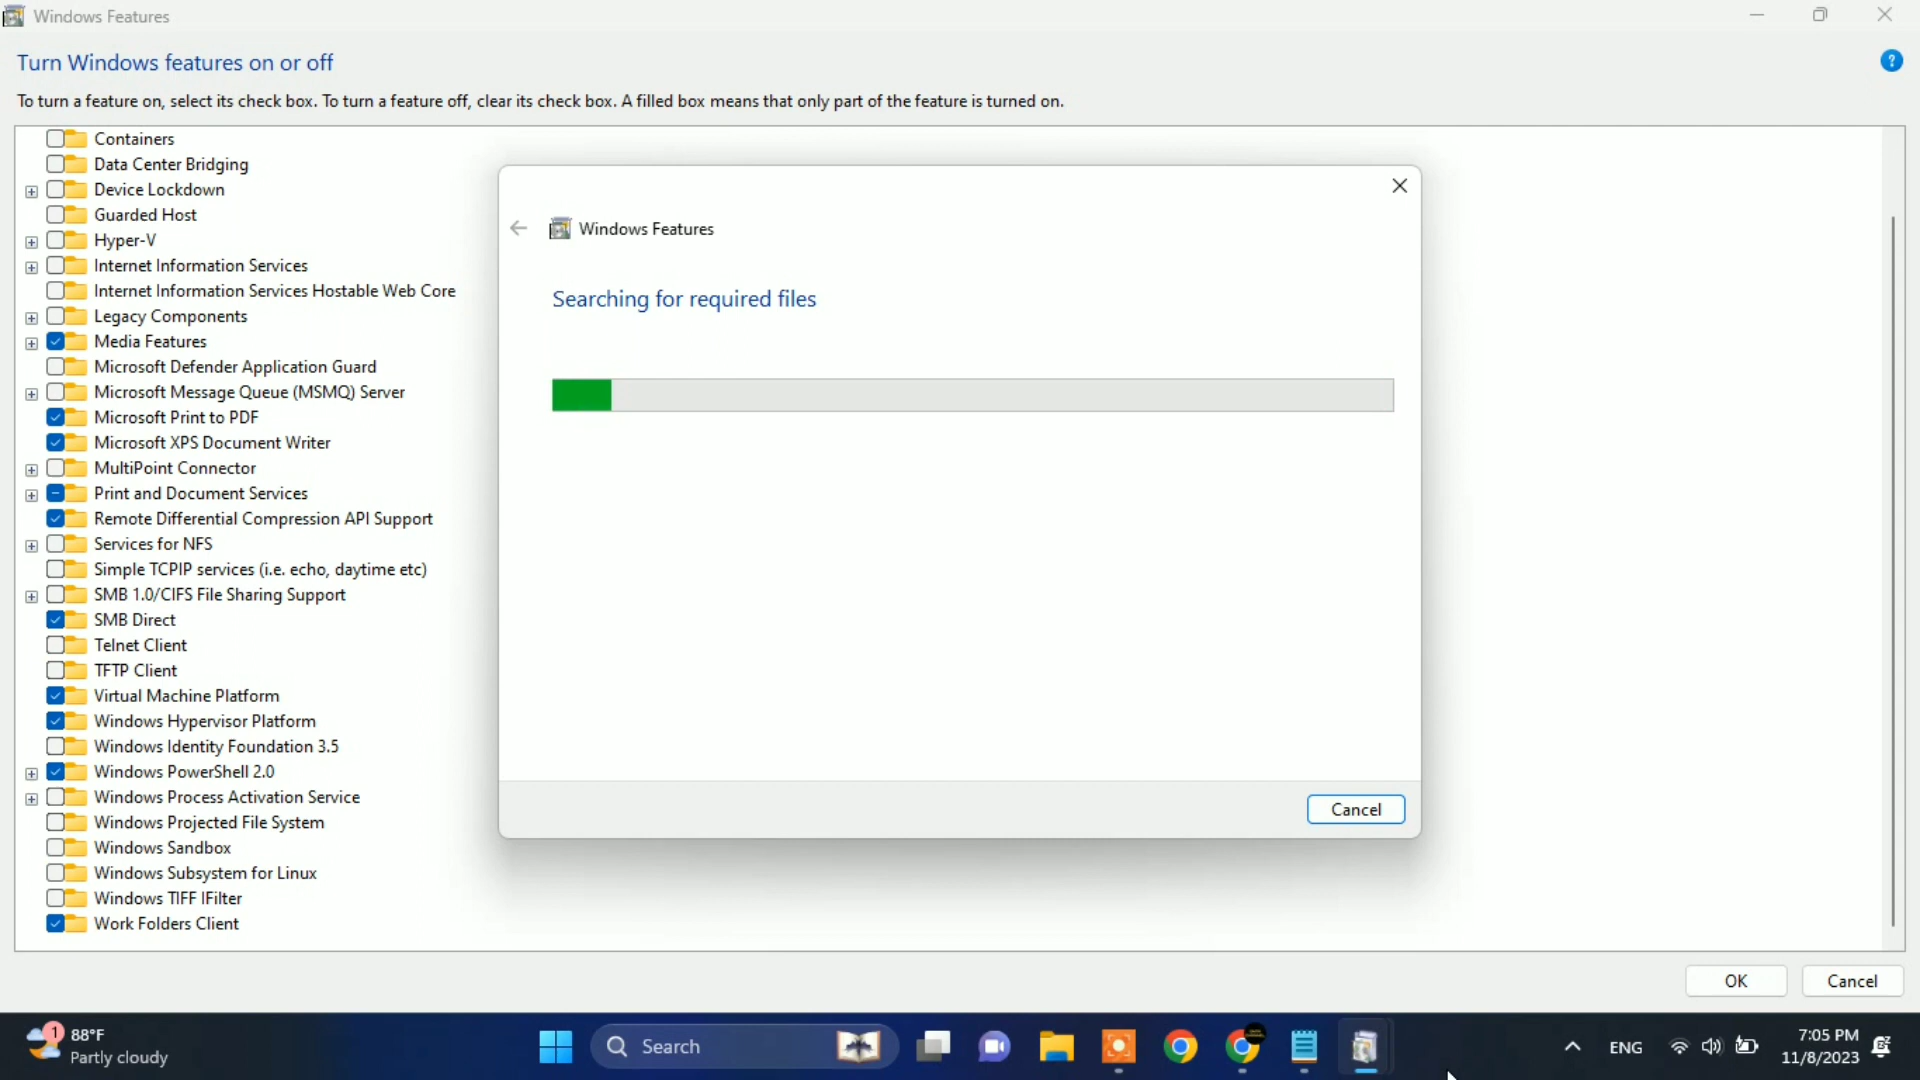 Windows Features
Turn Windows features on or off
To turn a feature on, select its check box. To turn a feature off, clear its check box. A filled box means that only part of the feature is turned on.
Containers
Data Center Bridging
Device Lockdown
Guarded Host
Hyper-V
Internet Information Services
Internet Information Services Hostable Web Core
Legacy Components
Media Features
Microsoft Defender Application Guard
Microsoft Message Queue (MSMQ) Server
Microsoft Print to PDF
Microsoft XPS Document Writer
MultiPoint Connector
Print and Document Services
Remote Differential Compression API Support
Services for NFS
Simple TCPIP services (i.e. echo, daytime etc)
SMB 1.0/CIFS File Sharing Support
SMB Direct
Telnet Client
TFTP Client
Virtual Machine Platform
Windows Hypervisor Platform
Windows Identity Foundation 3.5
Windows PowerShell 2.0
Windows Process Activation Service
Windows Projected File System
Windows Sandbox
Windows Subsystem for Linux
Windows TIFF IFilter
Work Folders Client
Windows Features
Searching for required files
Cancel
OK
Cancel
1
88°F
Partly cloudy
Search
ENG
7:05 PM
11/8/2023